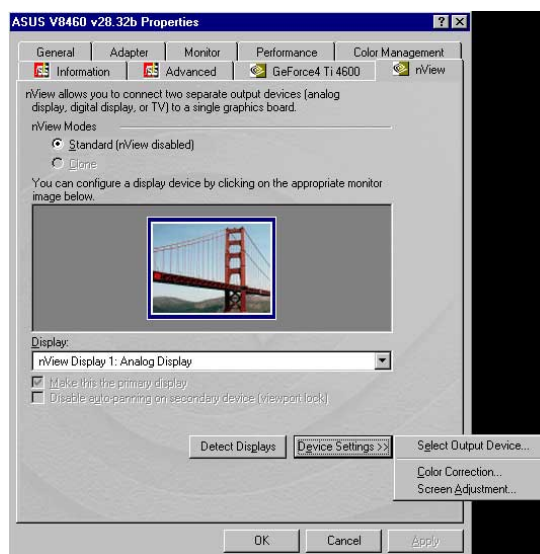 ASUS V8460 v28.32b Properties
General Adapter Monitor Performance Color Management
Information Advanced GeForce4 Ti 4600 nView
nView allows you to connect two separate output devices (analog
display, digital display, or TV) to a single graphics board.
nView Modes
Standard (nView disabled)
Clone
You can configure a display device by clicking on the appropriate monitor
image below.
Display:
nView Display 1: Analog Display
Make this the primary display
Disable auto-panning on secondary device (viewport lock)
Detect Displays Device Settings >> Select Output Device...
Color Correction...
Screen Adjustment...
OK Cancel Apply